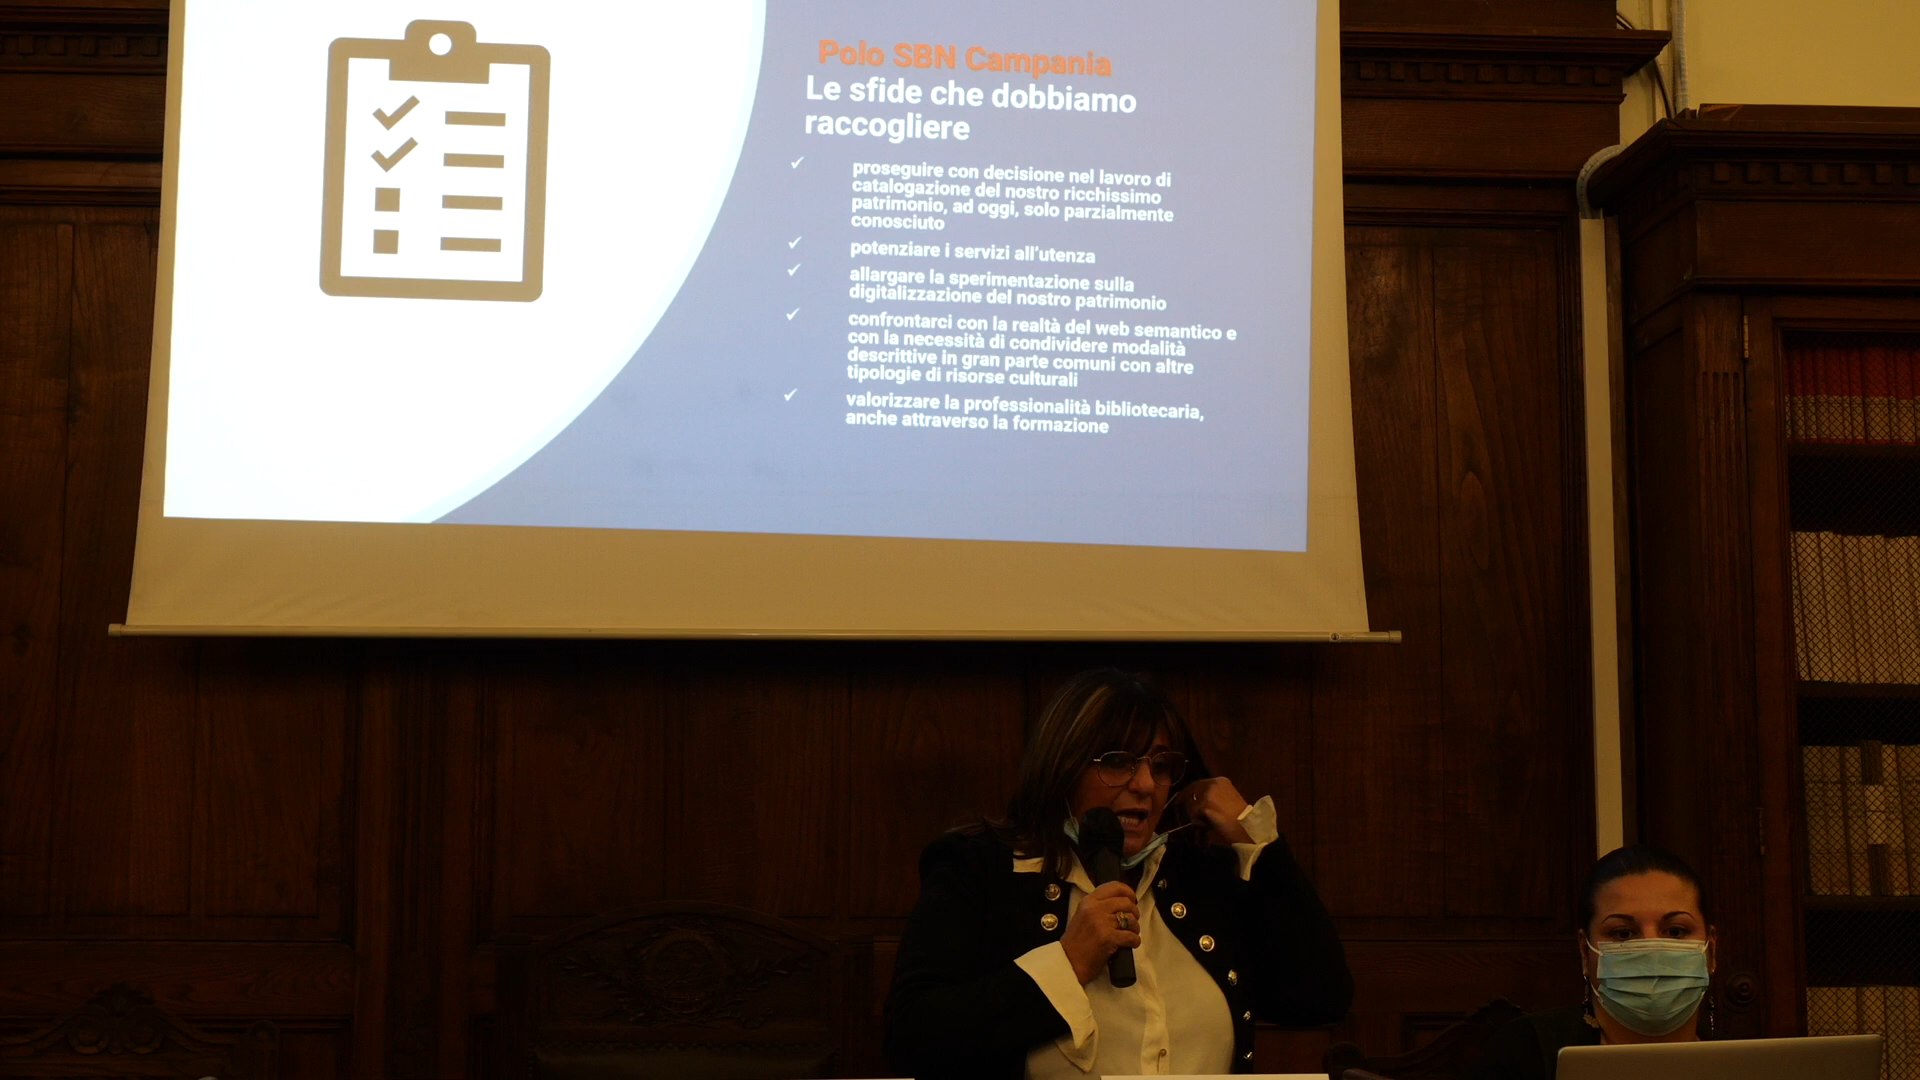 Polo SBN Campania
Le sfide che dobbiamo
raccogliere
proseguire con decisione nel lavoro di
catalogazione del nostro ricchissimo
patrimonio, ad oggi, solo parzialmente
conosciuto
potenziare i servizi all'utenza
allargare la sperimentazione sulla
digitalizzazione del nostro patrimonio
confrontarci con la realtà del web semantico e
con la necessità di condividere modalità
descrittive in gran parte comuni con altre
tipologie di risorse culturali
valorizzare la professionalità bibliotecaria,
anche attraverso la formazione